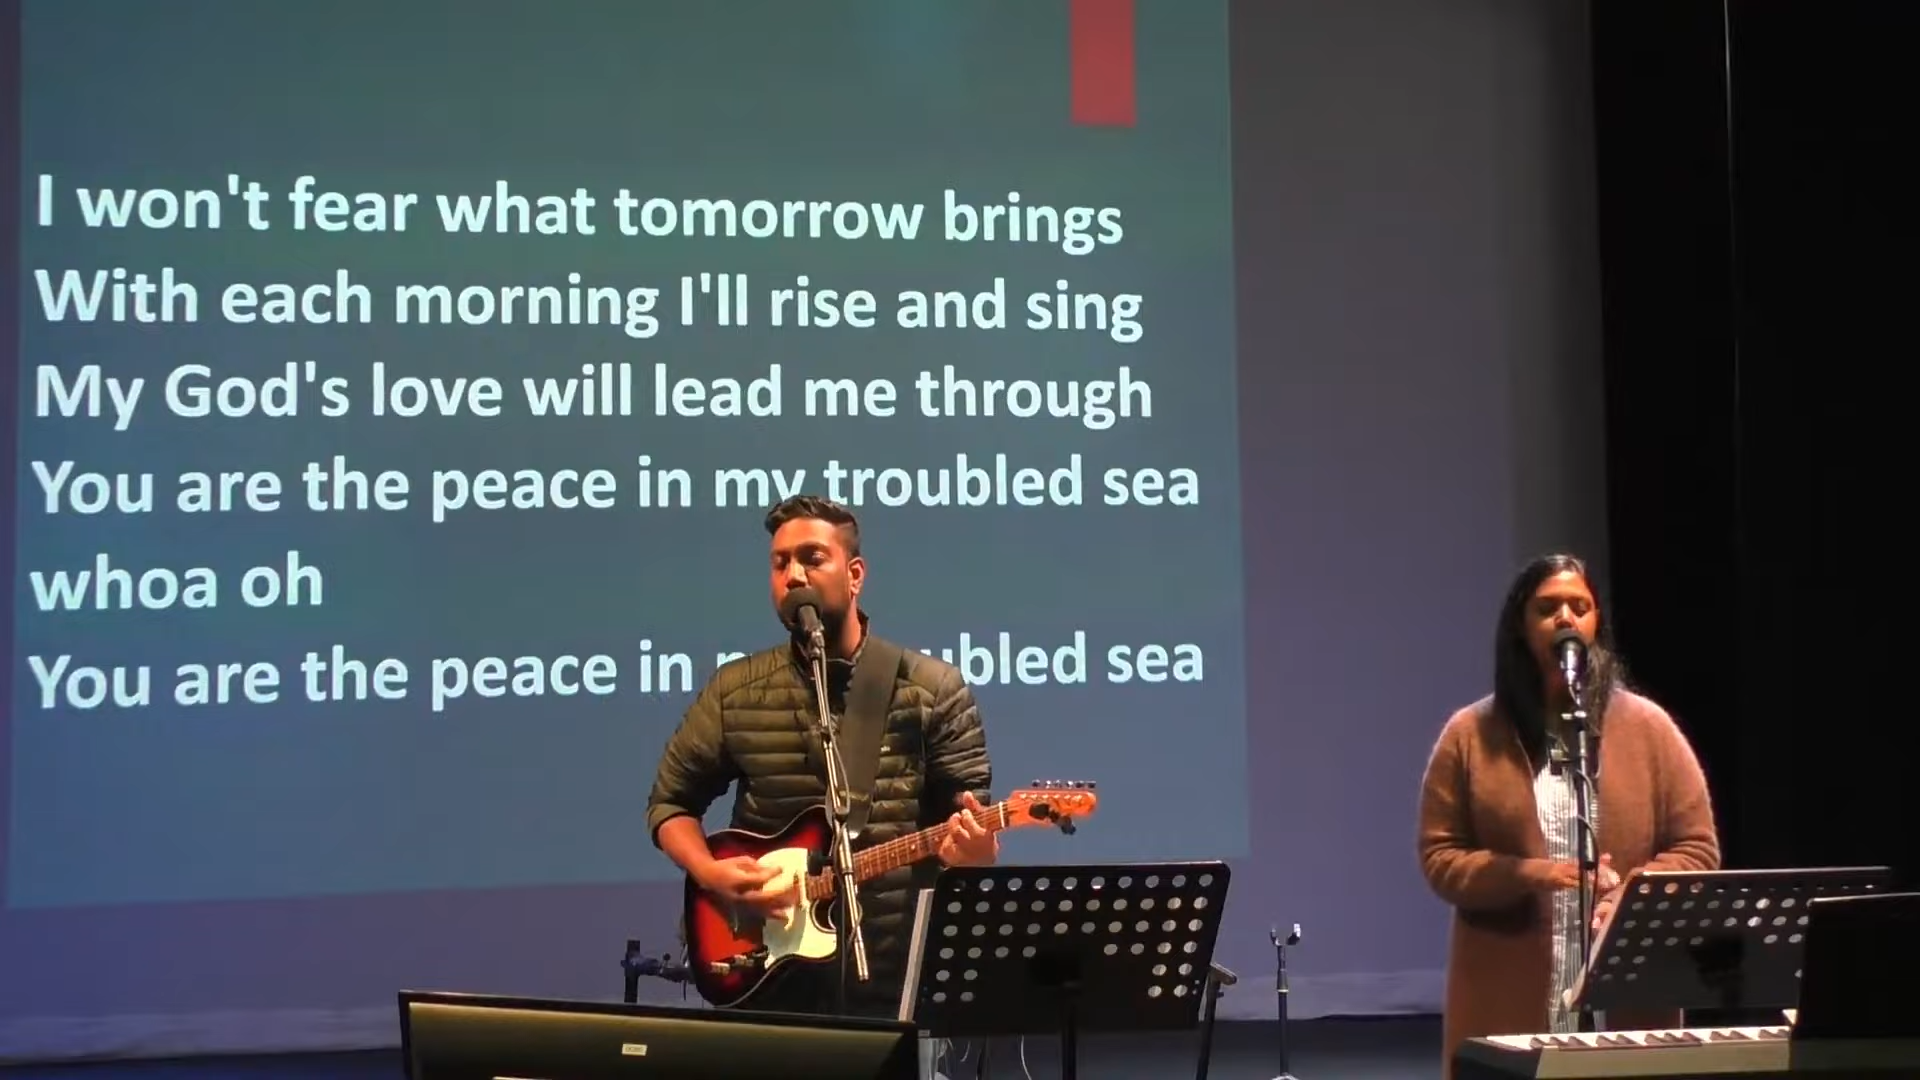 I won't fear what tomorrow brings
With each morning I'll rise and sing
My God's love will lead me through
You are the peace in my troubled sea
whoa oh
You are the peace in ubled sea